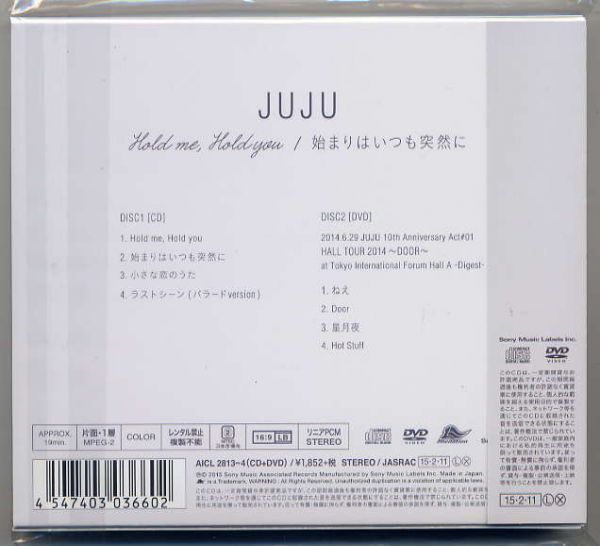 JUJU
Hold me, Hold you / 始まりはいつも突然に
DISC1 [CD]
1. Hold me, Hold you
2. 始まりはいつも突然に
3. 小さな恋のうた
4. ラストシーン (バラードversion)
DISC2 [DVD]
2014.6.29 JUJU 10th Anniversary Act#01
HALL TOUR 2014 ～DOOR～
at Tokyo International Forum Hall A -Digest-
1. ねえ
2. Door
3. 星月夜
4. Hot Stuff
Sony Music Labels Inc.
APPROX.
19min.
片面・1層
MPEG-2
COLOR
レンタル禁止
複製不能
2
16:9 LB
リニアPCM
STEREO
DVD
VIDEO
AICL 2813~4 (CD+DVD) / ¥1,852+税 STEREO / JASRAC 15・2・11 Ⓛ Ⓧ
℗© 2015 Sony Music Associated Records Manufactured by Sony Music Labels Inc. Made in Japan.
is a Trademark. WARNING: All Rights Reserved. Unauthorized duplication is a violation of applicable laws.
4 547403 036602
15・2・11 Ⓛ Ⓧ